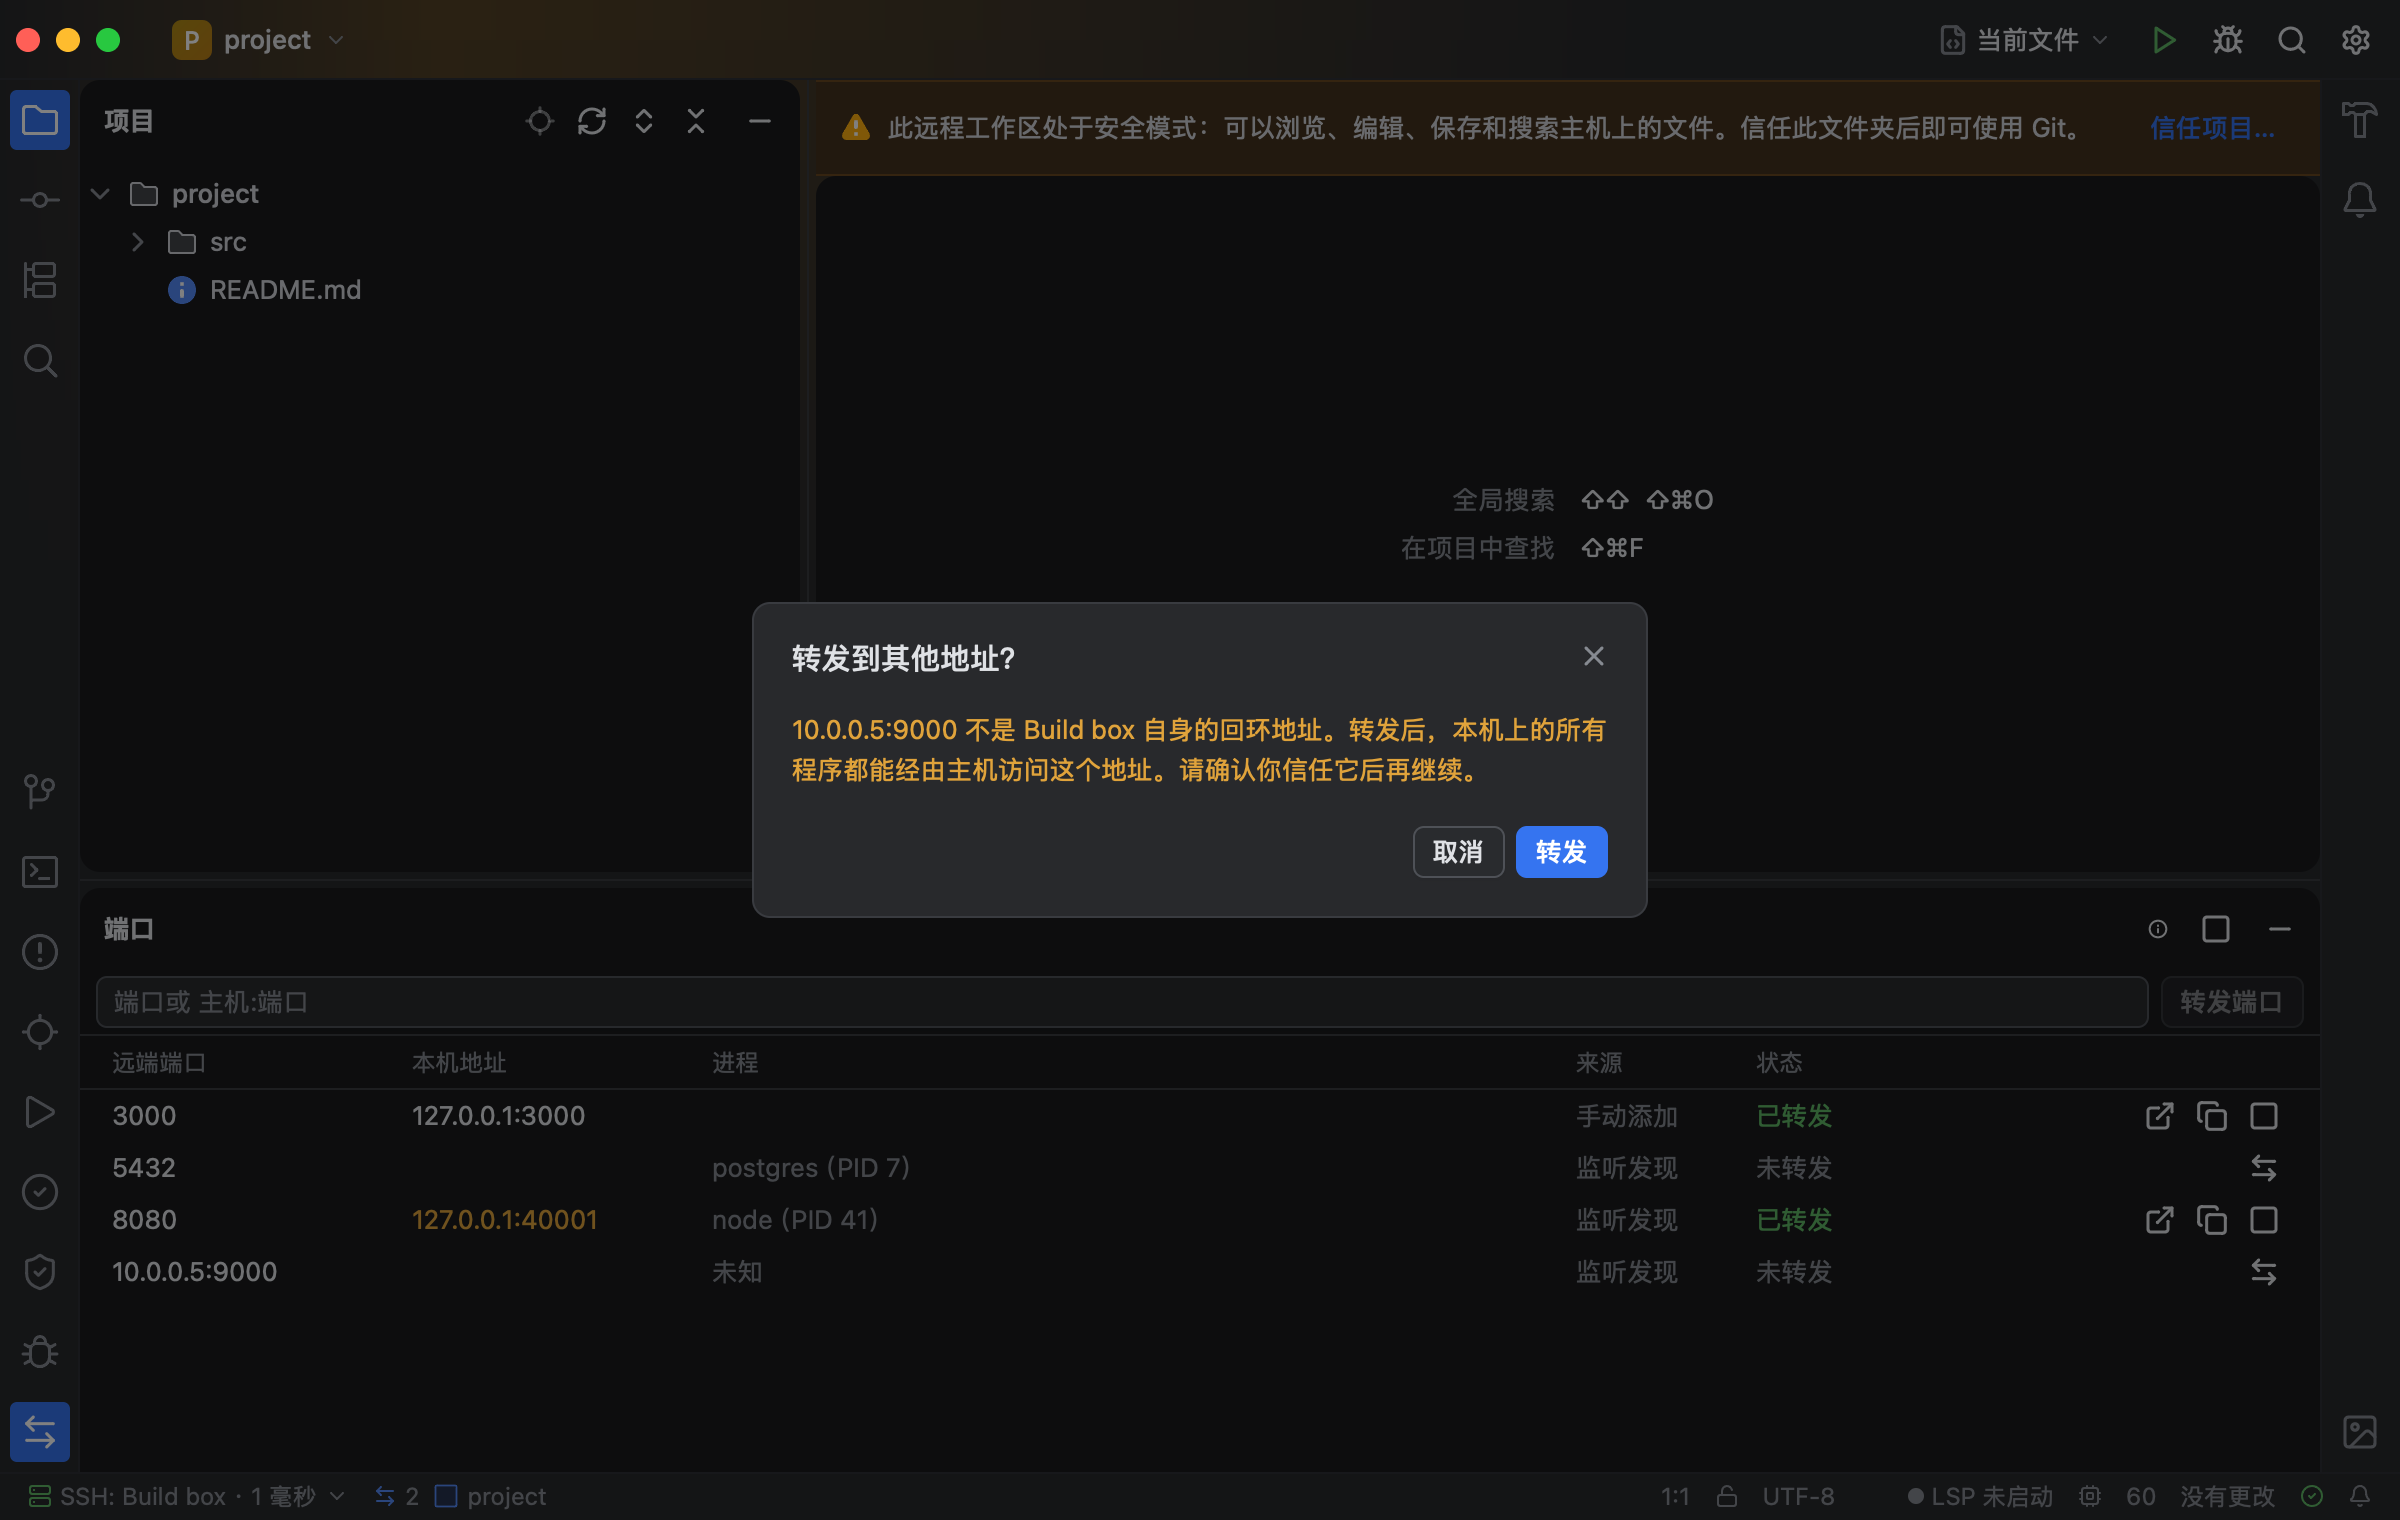 P project
当前文件
项目
此远程工作区处于安全模式：可以浏览、编辑、保存和搜索主机上的文件。信任此文件夹后即可使用 Git。 信任项目...
project
src
README.md
全局搜索 ⇧⇧ ⇧⌘O
在项目中查找 ⇧⌘F
转发到其他地址?
10.0.0.5:9000 不是 Build box 自身的回环地址。转发后，本机上的所有
程序都能经由主机访问这个地址。请确认你信任它后再继续。
取消 转发
端口
端口或 主机:端口 转发端口
远端端口 本机地址 进程 来源 状态
3000 127.0.0.1:3000 手动添加 已转发
5432 postgres (PID 7) 监听发现 未转发
8080 127.0.0.1:40001 node (PID 41) 监听发现 已转发
10.0.0.5:9000 未知 监听发现 未转发
SSH: Build box · 1 毫秒 2 project 1:1 UTF-8 LSP 未启动 60 没有更改